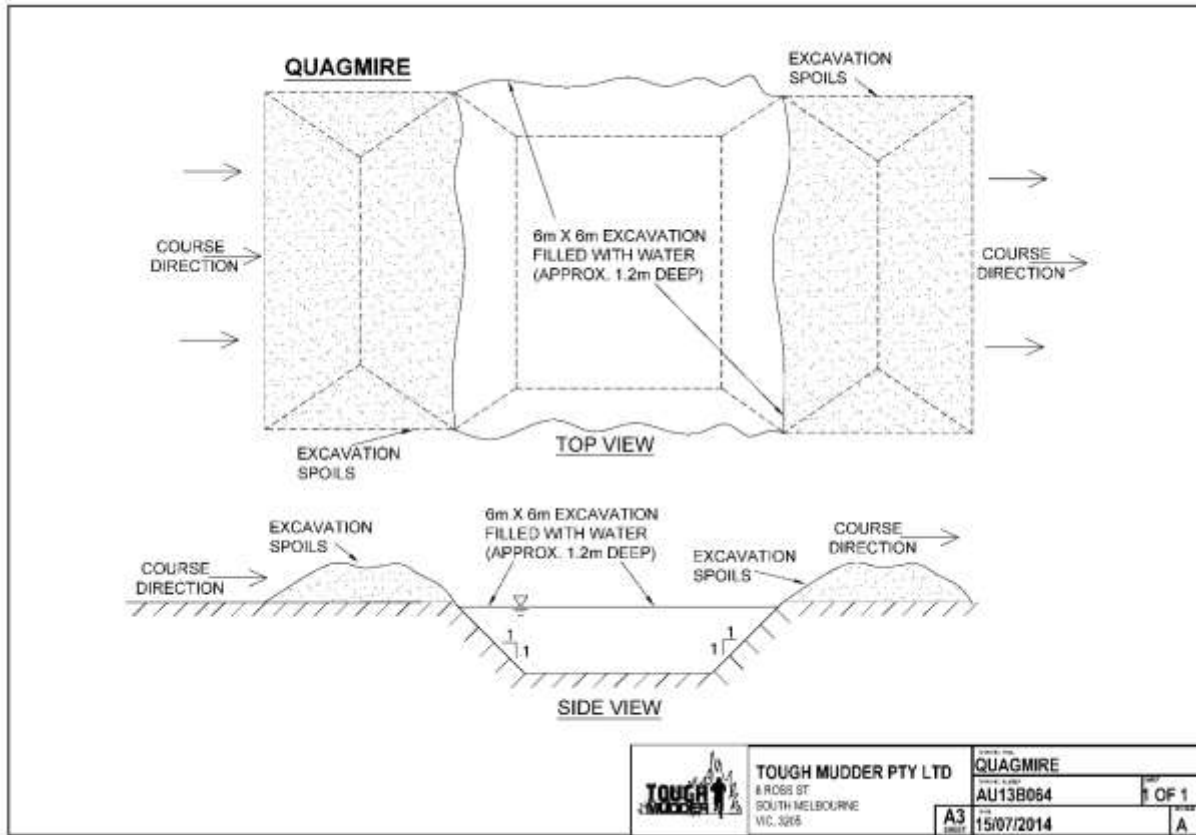 QUAGMIRE
EXCAVATION
SPOILS
6m X 6m EXCAVATION
FILLED WITH WATER
(APPROX. 1.2m DEEP)
COURSE
DIRECTION
COURSE
DIRECTION
EXCAVATION
SPOILS
TOP VIEW
6m X 6m EXCAVATION
FILLED WITH WATER
(APPROX. 1.2m DEEP)
EXCAVATION
SPOILS
COURSE
DIRECTION
EXCAVATION
SPOILS
COURSE
DIRECTION
1
1
1
1
SIDE VIEW
TOUGH
MUDDER
TOUGH MUDDER PTY LTD
8 ROSS ST
SOUTH MELBOURNE
VIC, 3205
QUAGMIRE
AU13B064
1 OF 1
A3
SHEET
15/07/2014
A